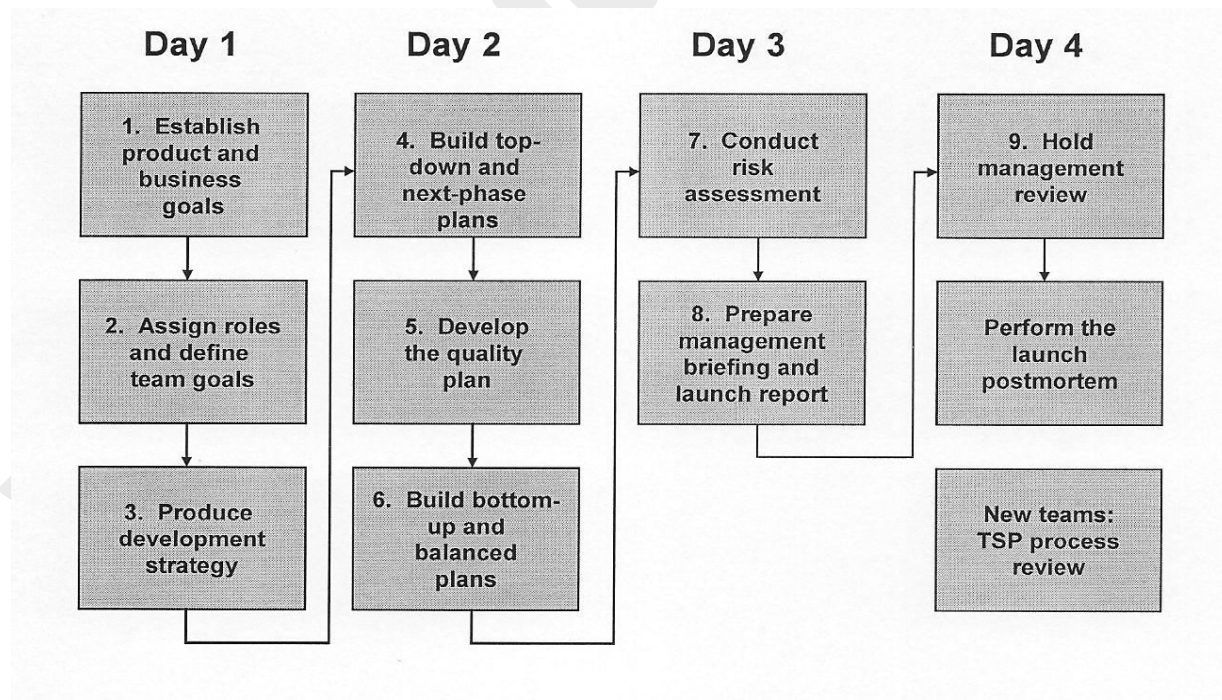 Day 1
1. Establish
product and
business
goals
2. Assign roles
and define
team goals
3. Produce
development
strategy
Day 2
4. Build top-
down and
next-phase
plans
5. Develop
the quality
plan
6. Build bottom-
up and
balanced
plans
Day 3
7. Conduct
risk
assessment
8. Prepare
management
briefing and
launch report
Day 4
9. Hold
management
review
Perform the
launch
postmortem
New teams:
TSP process
review